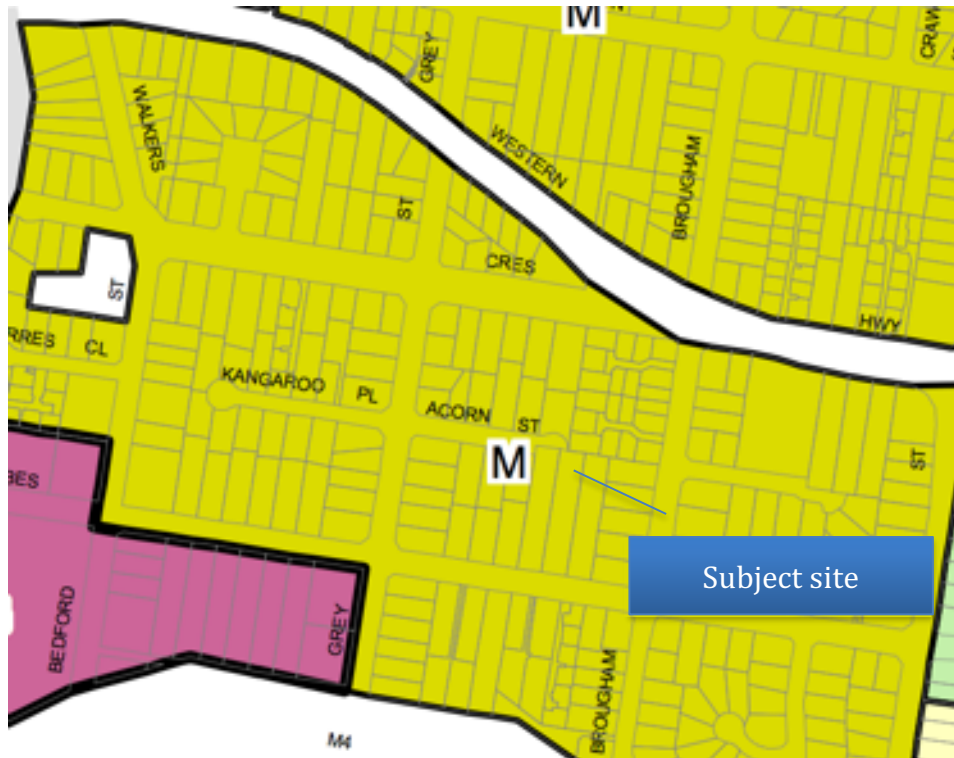 M
CRAW
GREY
WALKERS
WESTERN
BROUGHAM
ST
CRES
ST
HWY
RRES CL
KANGAROO PL
ACORN ST
M
ST
BES
Subject site
BEDFORD
GREY
BROUGHAM
M4